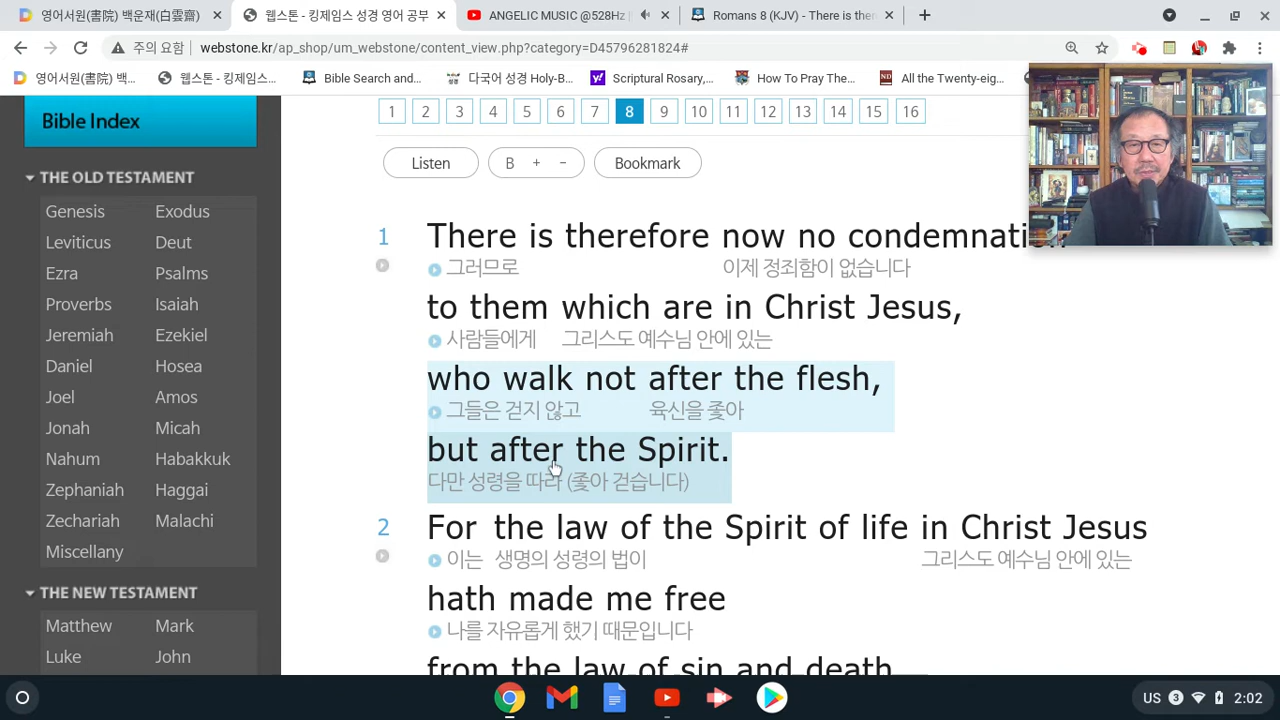 영어서원(書院) 백운재(白雲齋)
웹스톤 - 킹제임스 성경 영어 공부
ANGELIC MUSIC @528Hz
Romans 8 (KJV) - There is ther
주의 요함
webstone.kr/ap_shop/um_webstone/content_view.php?category=D45796281824#
영어서원(書院) 백...
웹스톤 - 킹제임스...
Bible Search and...
다국어 성경 Holy-B...
Scriptural Rosary,...
How To Pray The...
All the Twenty-eig...
Bible Index
1 2 3 4 5 6 7 8 9 10 11 12 13 14 15 16
Listen
B + −
Bookmark
THE OLD TESTAMENT
Genesis Exodus
Leviticus Deut
Ezra Psalms
Proverbs Isaiah
Jeremiah Ezekiel
Daniel Hosea
Joel Amos
Jonah Micah
Nahum Habakkuk
Zephaniah Haggai
Zechariah Malachi
Miscellany
THE NEW TESTAMENT
Matthew Mark
Luke John
1 There is therefore now no condemnati
그러므로 이제 정죄함이 없습니다
to them which are in Christ Jesus,
사람들에게 그리스도 예수님 안에 있는
who walk not after the flesh,
그들은 걷지 않고 육신을 좇아
but after the Spirit.
다만 성령을 따라 (좇아 걷습니다)
2 For the law of the Spirit of life in Christ Jesus
이는 생명의 성령의 법이 그리스도 예수님 안에 있는
hath made me free
나를 자유롭게 했기 때문입니다
from the law of sin and death
US 3 2:02